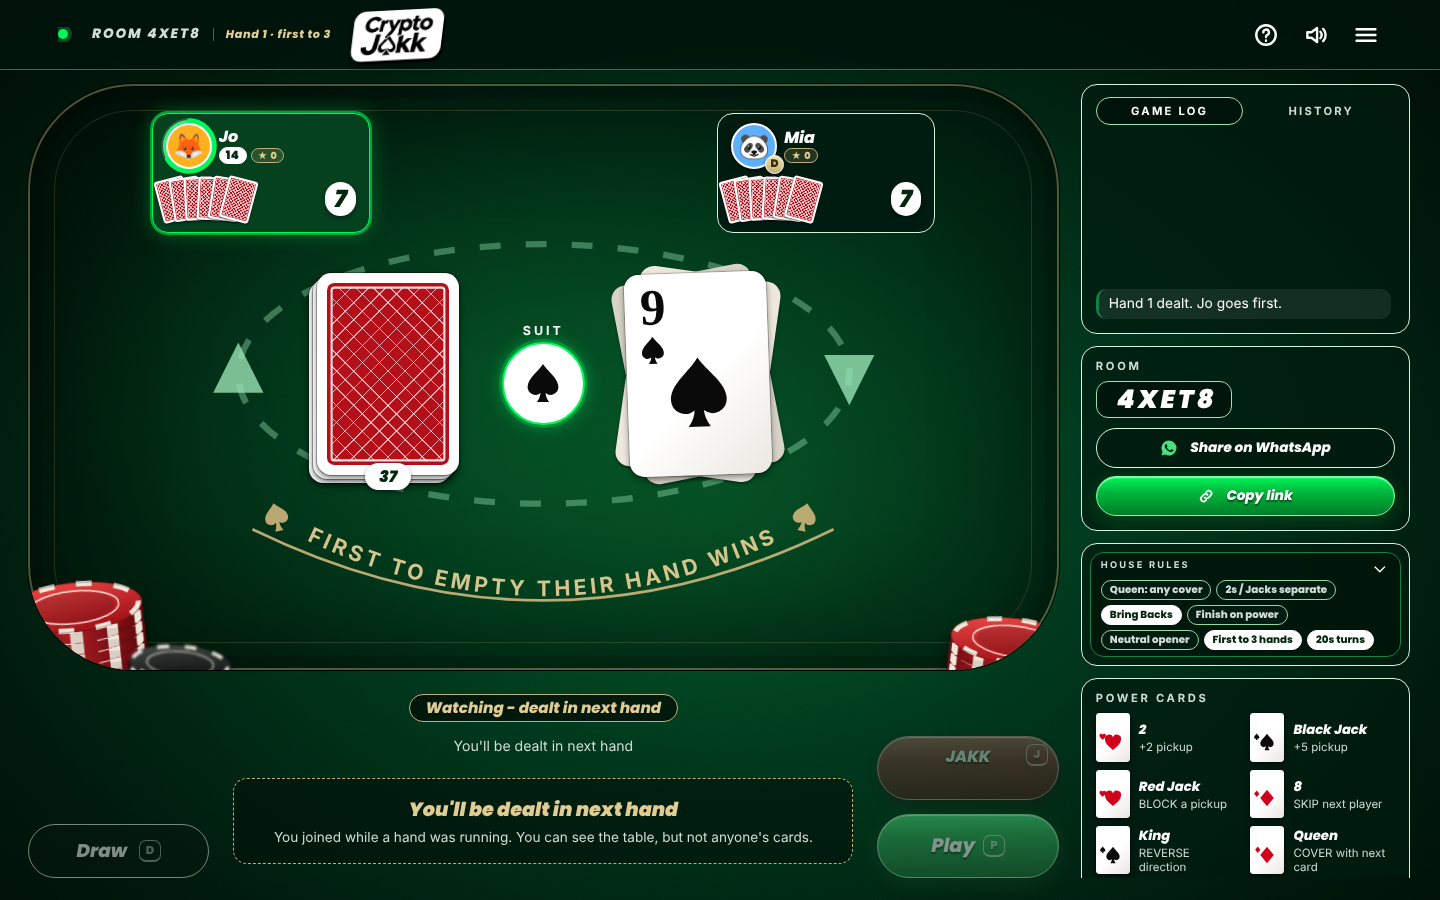 ROOM 4XET8
Hand 1 · first to 3
Crypto
Jakk
Jo
14
★ 0
7
Mia
D
★ 0
7
37
SUIT
9
FIRST TO EMPTY THEIR HAND WINS
Watching - dealt in next hand
You'll be dealt in next hand
You'll be dealt in next hand
You joined while a hand was running. You can see the table, but not anyone's cards.
Draw D
JAKK J
Play P
GAME LOG
HISTORY
Hand 1 dealt. Jo goes first.
ROOM
4XET8
Share on WhatsApp
Copy link
HOUSE RULES
Queen: any cover
2s / Jacks separate
Bring Backs
Finish on power
Neutral opener
First to 3 hands
20s turns
POWER CARDS
2
+2 pickup
Black Jack
+5 pickup
Red Jack
BLOCK a pickup
8
SKIP next player
King
REVERSE
direction
Queen
COVER with next
card